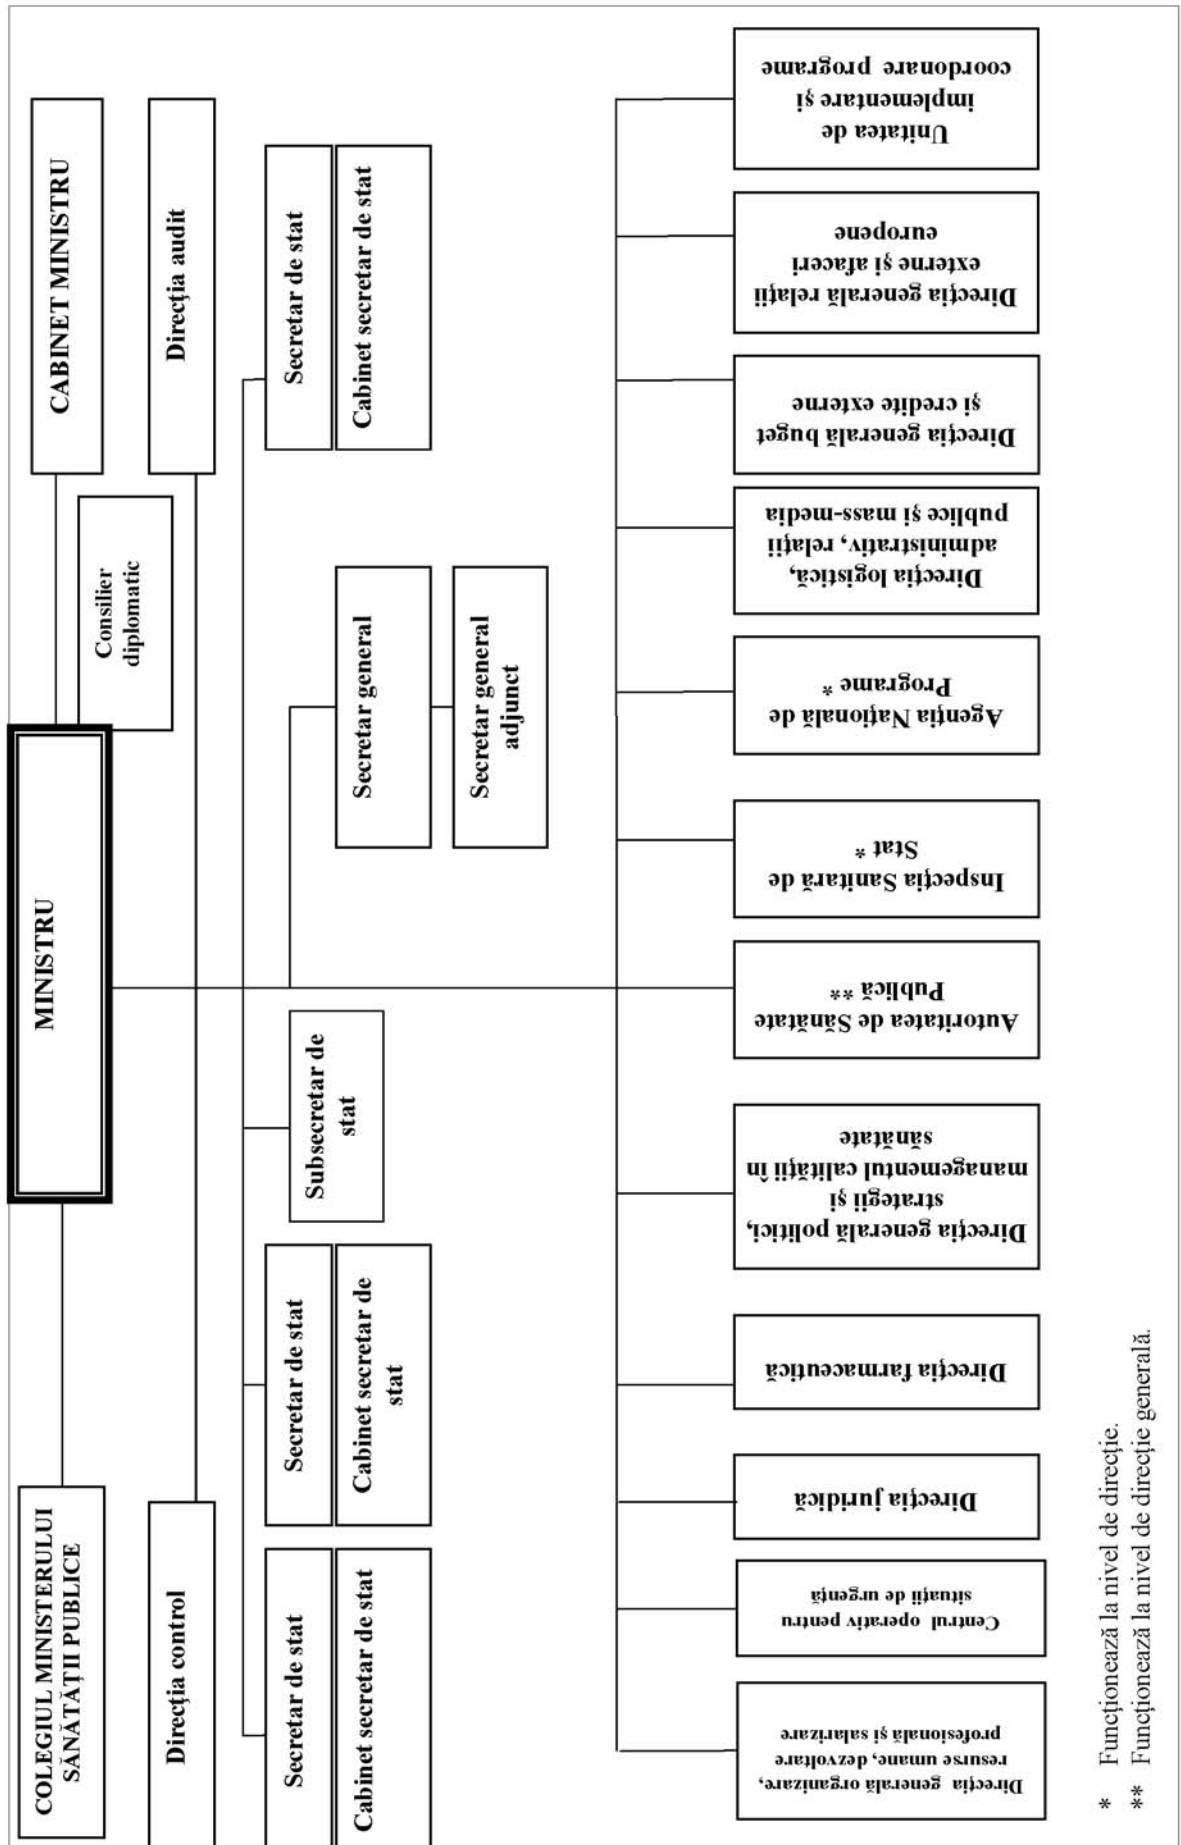 COLEGIUL MINISTERULUI
SĂNĂTĂŢII PUBLICE
MINISTRU
CABINET MINISTRU
Consilier
diplomatic
Direcţia control
Direcţia audit
Secretar de stat
Cabinet secretar de stat
Secretar de stat
Cabinet secretar de
stat
Subsecretar de
stat
Secretar general
Secretar general
adjunct
Secretar de stat
Cabinet secretar de stat
Direcţia generală organizare,
resurse umane, dezvoltare
profesională şi salarizare
Centrul operativ pentru
situaţii de urgenţă
Direcţia juridică
Direcţia farmaceutică
Direcţia generală politici,
strategii şi
managementul calităţii în
sănătate
Autoritatea de Sănătate
Publică **
Inspecţia Sanitară de
Stat *
Agenţia Naţională de
Programe *
Direcţia logistică,
administrativ, relaţii
publice şi mass-media
Direcţia generală buget
şi credite externe
Direcţia generală relaţii
externe şi afaceri
europene
Unitatea de
implementare şi
coordonare programe
* Funcţionează la nivel de direcţie.
** Funcţionează la nivel de direcţie generală.